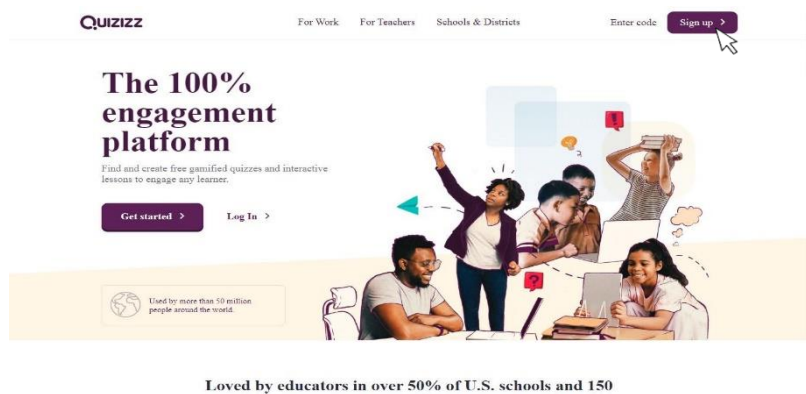 QUIZIZZ
For Work For Teachers Schools & Districts Enter code Sign up >
The 100%
engagement
platform
Find and create free gamified quizzes and interactive
lessons to engage any learner.
Get started > Log In >
Used by more than 50 million
people around the world.
Loved by educators in over 50% of U.S. schools and 150